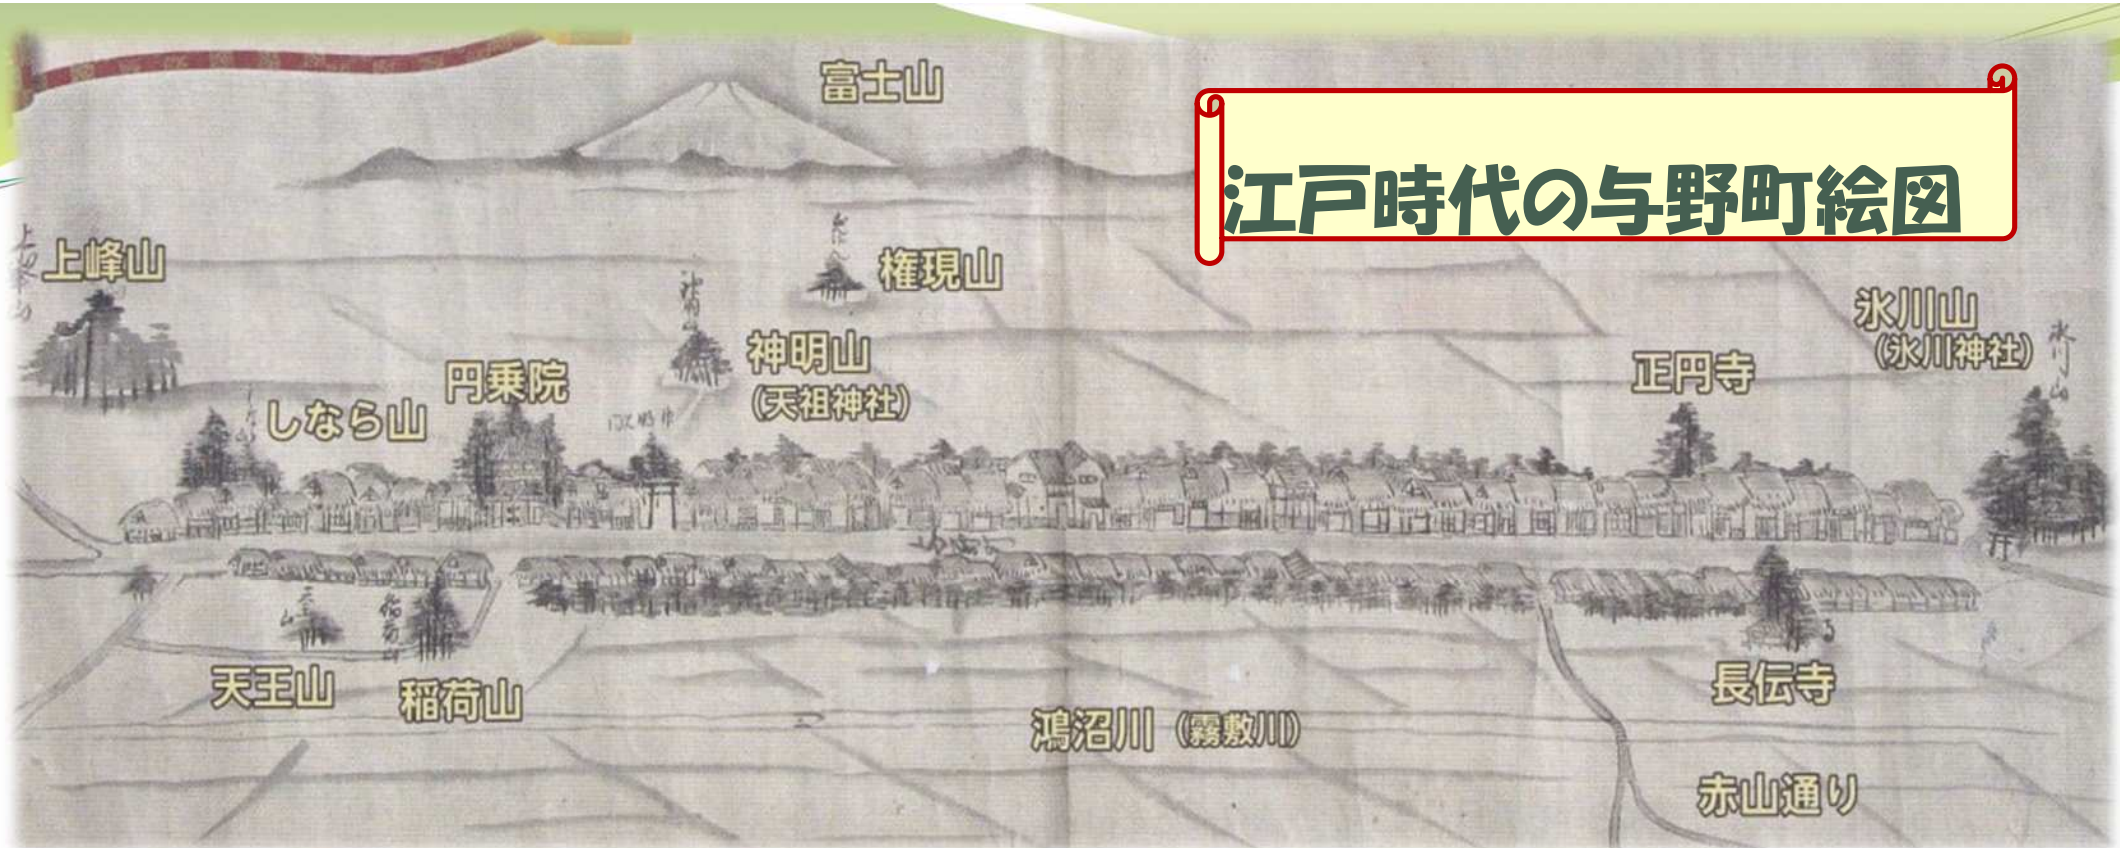 富士山
江戸時代の与野町絵図
上峰山
権現山
氷川山
(氷川神社)
氷川山
神明山
(天祖神社)
正円寺
円乗院
しなら山
天王山
稲荷山
長伝寺
鴻沼川(霧敷川)
赤山通り